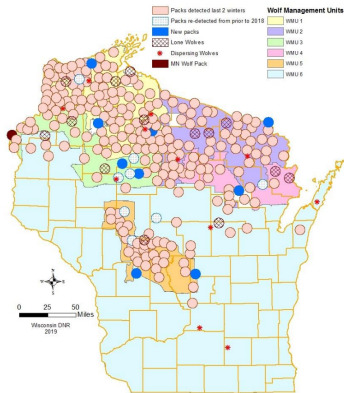 Packs detected last 2 winters
Packs re-detected from prior to 2018
New packs
Lone Wolves
Dispersing Wolves
MN Wolf Pack
Wolf Management Units
WMU 1
WMU 2
WMU 3
WMU 4
WMU 5
WMU 6
0 25 50
Miles
Wisconsin DNR
2019